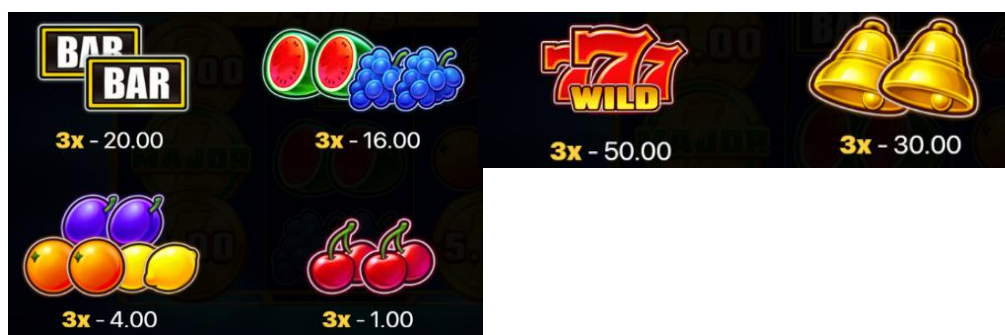 BAR
BAR
3x - 20.00
3x - 16.00
777
WILD
3x - 50.00
3x - 30.00
3x - 4.00
3x - 1.00